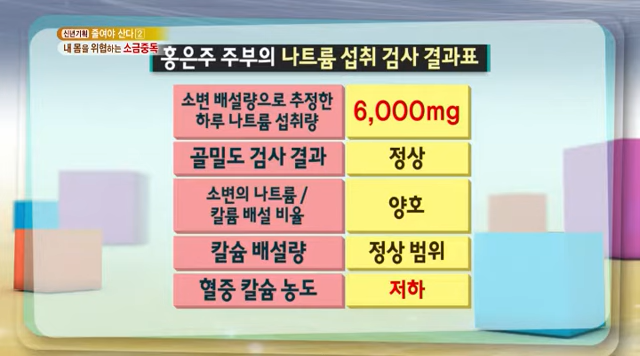 신년기획 줄여야 산다[2]
내 몸을 위협하는 소금중독
홍은주 주부의 나트륨 섭취 검사 결과표
소변 배설량으로 추정한
하루 나트륨 섭취량
6,000mg
골밀도 검사 결과
정상
소변의 나트륨 /
칼륨 배설 비율
양호
칼슘 배설량
정상 범위
혈중 칼슘 농도
저하